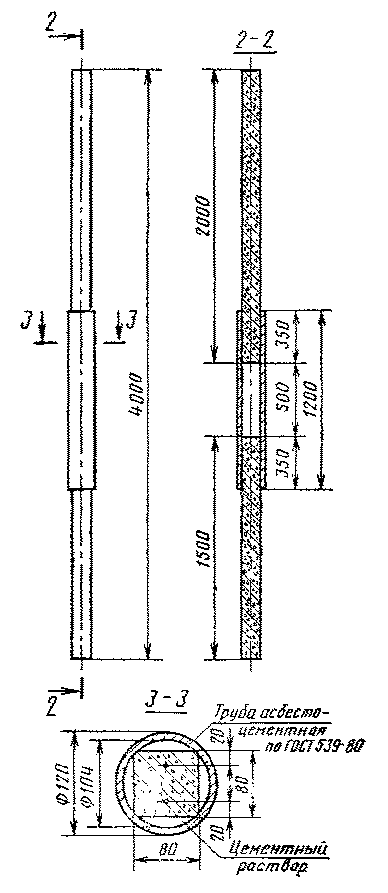 2
2-2
2000
3
3
4000
350
500
1200
350
1500
2
3-3
Труба асбесто-
цементная
по ГОСТ 539-80
20
Ф120
Ф104
80
20
80
Цементный
раствор